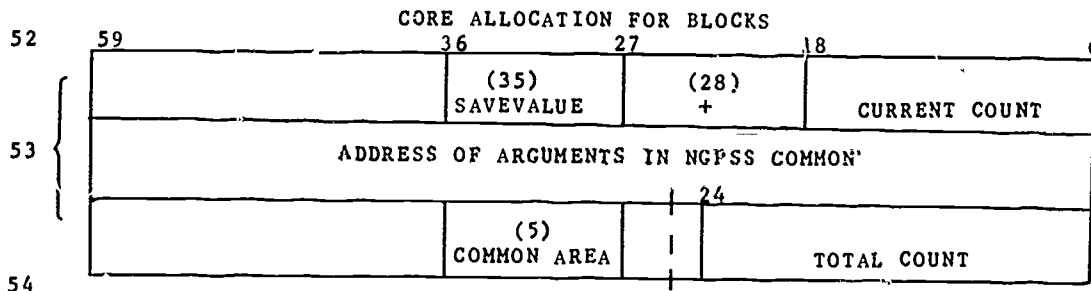 CORE ALLOCATION FOR BLOCKS
52
59 36 27 18
(35) (28)
SAVEVALUE + CURRENT COUNT
53
ADDRESS OF ARGUMENTS IN NGPSS COMMON
24
(5)
COMMON AREA TOTAL COUNT
54